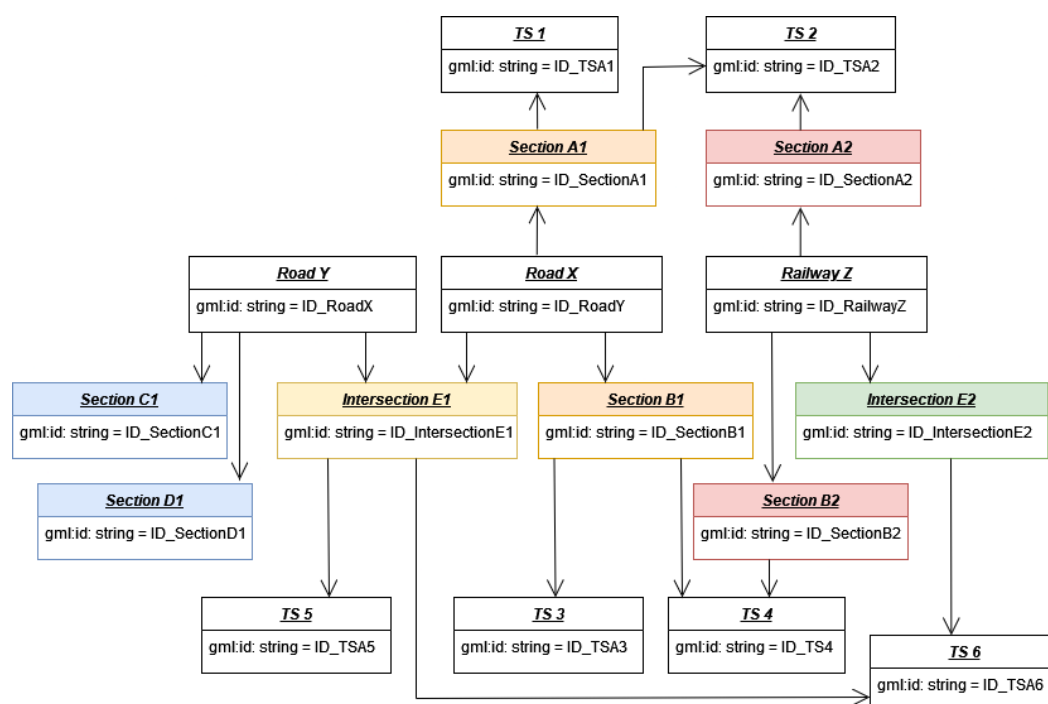 TS 1
gml:id: string = ID_TSA1
TS 2
gml:id: string = ID_TSA2
Section A1
gml:id: string = ID_SectionA1
Section A2
gml:id: string = ID_SectionA2
Road Y
gml:id: string = ID_RoadX
Road X
gml:id: string = ID_RoadY
Railway Z
gml:id: string = ID_RailwayZ
Section C1
gml:id: string = ID_SectionC1
Intersection E1
gml:id: string = ID_IntersectionE1
Section B1
gml:id: string = ID_SectionB1
Intersection E2
gml:id: string = ID_IntersectionE2
Section D1
gml:id: string = ID_SectionD1
Section B2
gml:id: string = ID_SectionB2
TS 5
gml:id: string = ID_TSA5
TS 3
gml:id: string = ID_TSA3
TS 4
gml:id: string = ID_TS4
TS 6
gml:id: string = ID_TSA6